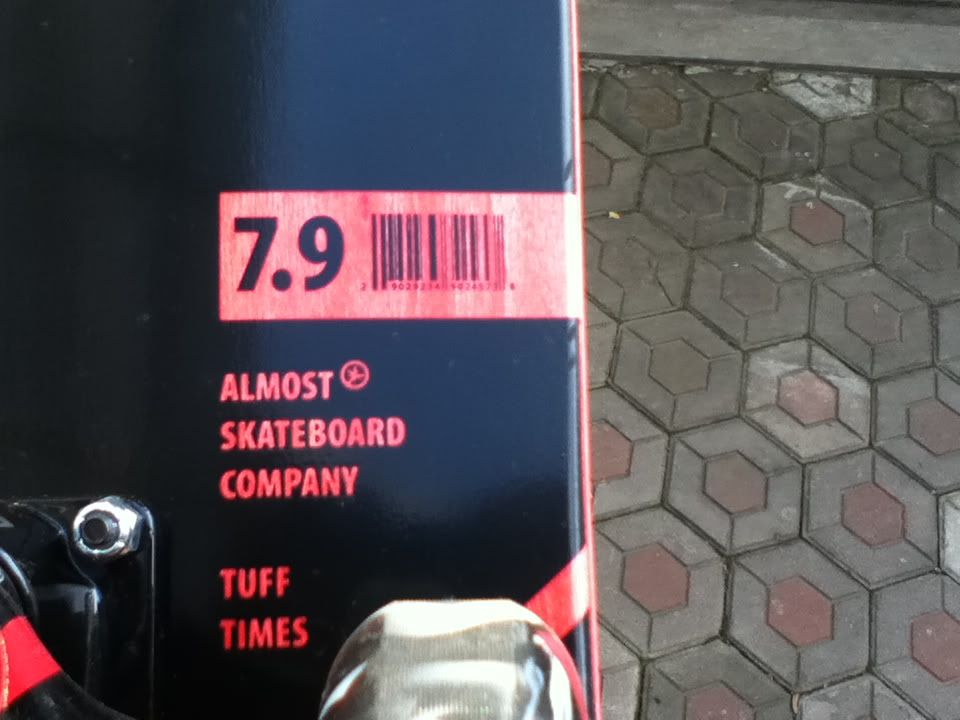 7.9
ALMOST
SKATEBOARD
COMPANY
TUFF
TIMES